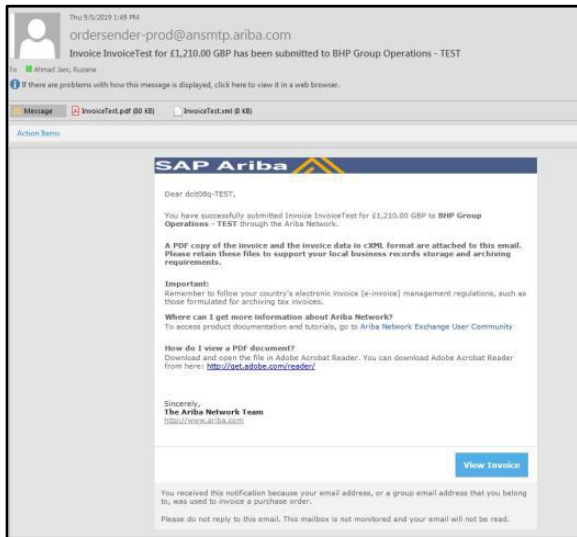 Thu 9/5/2019 1:49 PM
ordersender-prod@ansmtp.ariba.com
Invoice InvoiceTest for £1,210.00 GBP has been submitted to BHP Group Operations - TEST
To Ahmad Jam, Ruzana
If there are problems with how this message is displayed, click here to view it in a web browser.
Message InvoiceTest.pdf (80 KB) InvoiceTest.xml (8 KB)
Action Items
SAP Ariba
Dear doit08q-TEST,
You have successfully submitted Invoice InvoiceTest for £1,210.00 GBP to BHP Group
Operations - TEST through the Ariba Network.
A PDF copy of the invoice and the invoice data in cXML format are attached to this email.
Please retain these files to support your local business records storage and archiving
requirements.
Important:
Remember to follow your country's electronic invoice (e-invoice) management regulations, such as
those formulated for archiving tax invoices.
Where can I get more information about Ariba Network?
To access product documentation and tutorials, go to Ariba Network Exchange User Community
How do I view a PDF document?
Download and open the file in Adobe Acrobat Reader. You can download Adobe Acrobat Reader
from here: http://get.adobe.com/reader/
Sincerely,
The Ariba Network Team
http://www.ariba.com
View Invoice
You received this notification because your email address, or a group email address that you belong
to, was used to invoice a purchase order.
Please do not reply to this email. This mailbox is not monitored and your email will not be read.